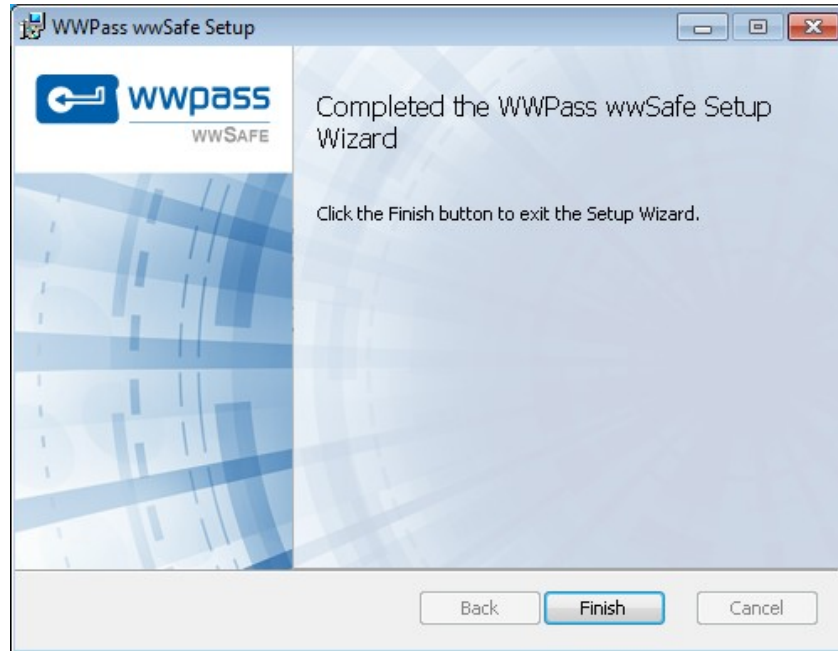 WWPass wwSafe Setup
wwpass
wwSAFE
Completed the WWPass wwSafe Setup
Wizard
Click the Finish button to exit the Setup Wizard.
Back Finish Cancel